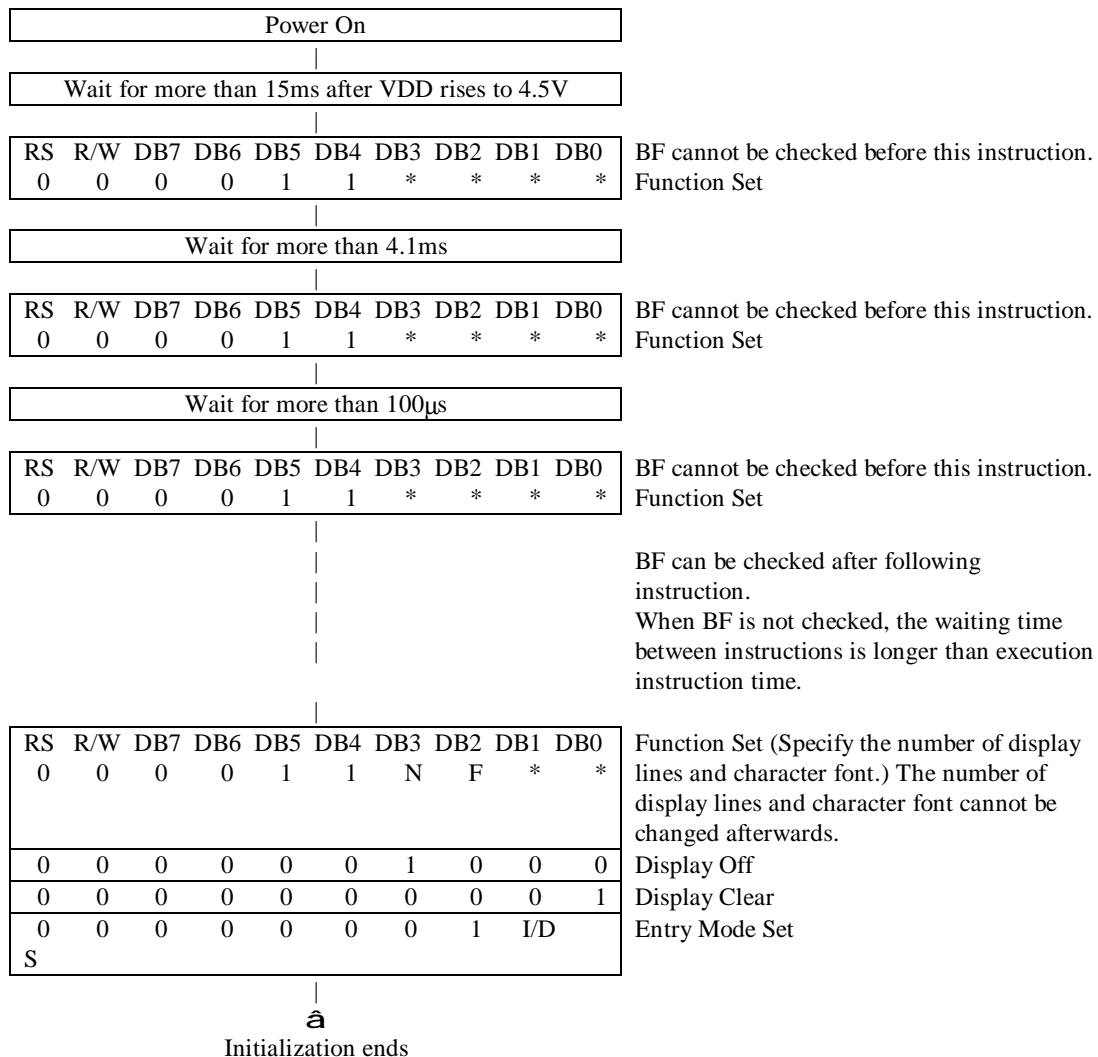 Power On
Wait for more than 15ms after VDD rises to 4.5V
RS R/W DB7 DB6 DB5 DB4 DB3 DB2 DB1 DB0 BF cannot be checked before this instruction.
0 0 0 0 1 1 * * * * Function Set
Wait for more than 4.1ms
RS R/W DB7 DB6 DB5 DB4 DB3 DB2 DB1 DB0 BF cannot be checked before this instruction.
0 0 0 0 1 1 * * * * Function Set
Wait for more than 100µs
RS R/W DB7 DB6 DB5 DB4 DB3 DB2 DB1 DB0 BF cannot be checked before this instruction.
0 0 0 0 1 1 * * * * Function Set
BF can be checked after following
instruction.
When BF is not checked, the waiting time
between instructions is longer than execution
instruction time.
RS R/W DB7 DB6 DB5 DB4 DB3 DB2 DB1 DB0 Function Set (Specify the number of display
0 0 0 0 1 1 N F * * lines and character font.) The number of
display lines and character font cannot be
changed afterwards.
0 0 0 0 0 0 1 0 0 0 Display Off
0 0 0 0 0 0 0 0 0 1 Display Clear
0 0 0 0 0 0 0 1 I/D Entry Mode Set
S
â
Initialization ends